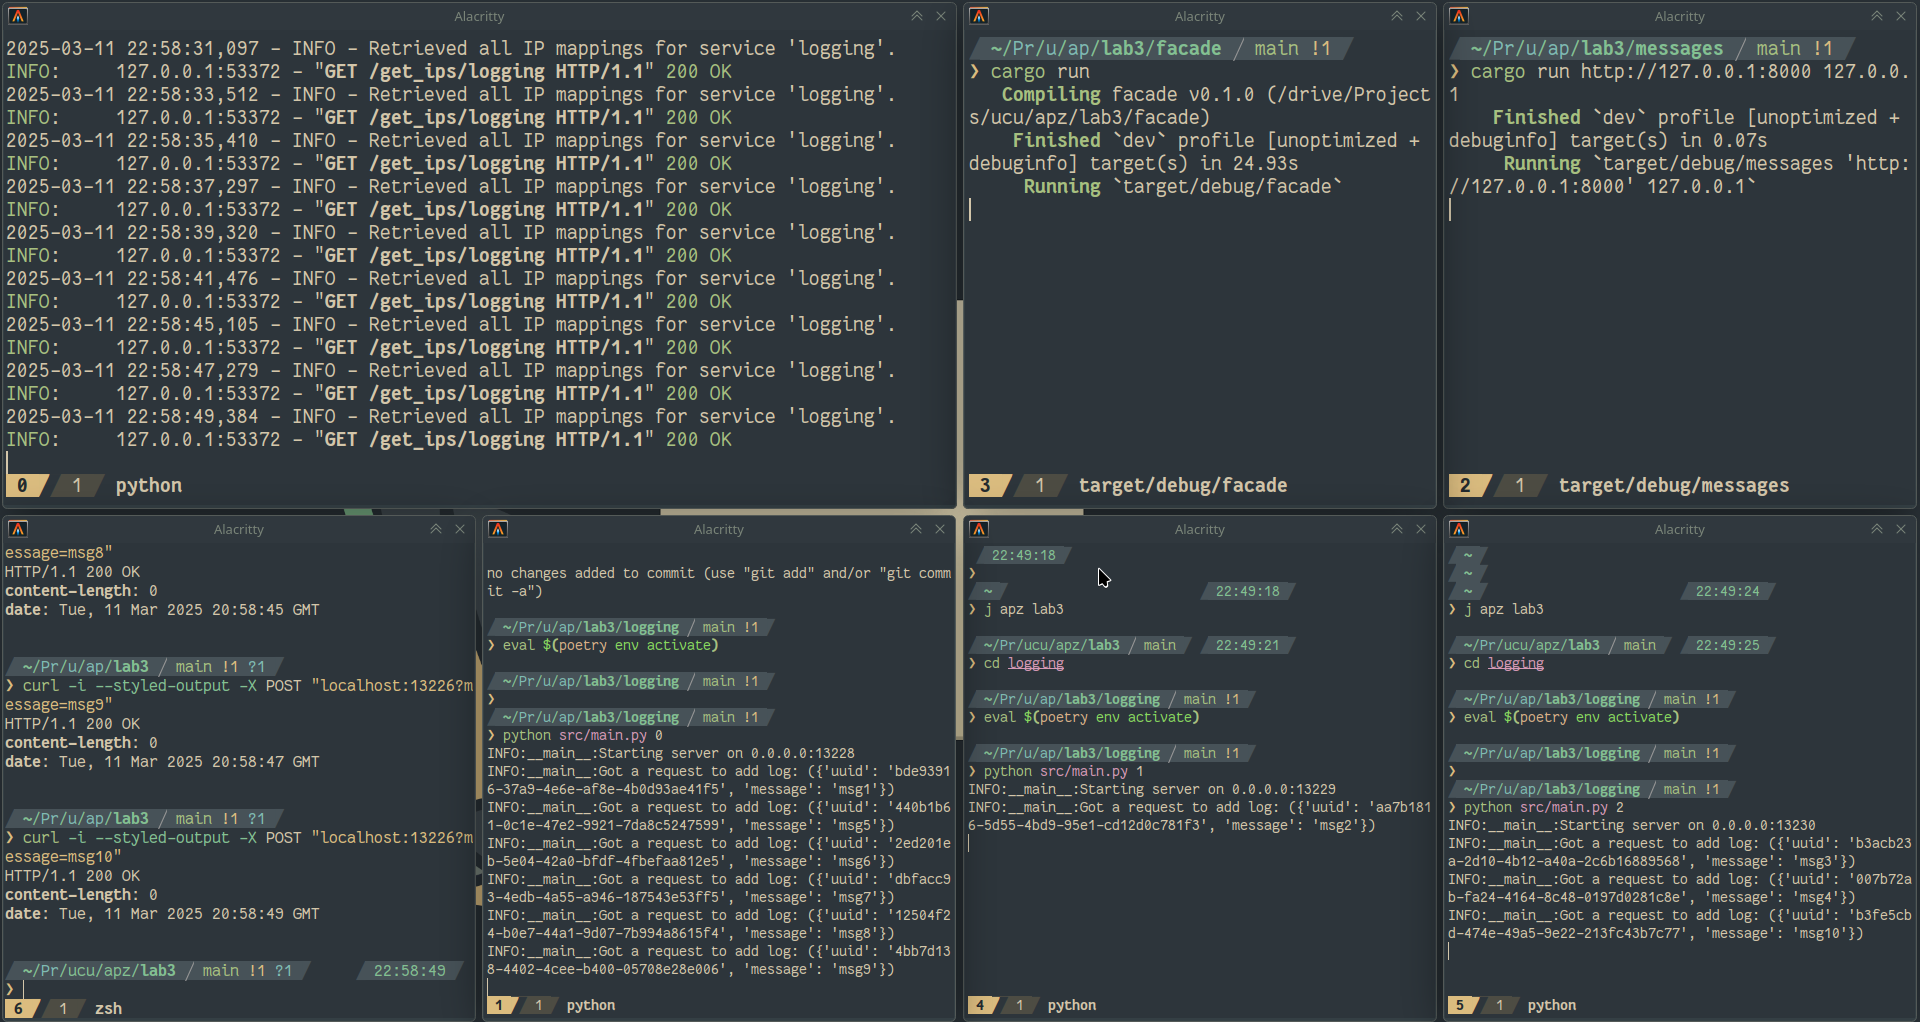 Alacritty
2025-03-11 22:58:31,097 - INFO - Retrieved all IP mappings for service 'logging'.
INFO:     127.0.0.1:53372 - "GET /get_ips/logging HTTP/1.1" 200 OK
2025-03-11 22:58:33,512 - INFO - Retrieved all IP mappings for service 'logging'.
INFO:     127.0.0.1:53372 - "GET /get_ips/logging HTTP/1.1" 200 OK
2025-03-11 22:58:35,410 - INFO - Retrieved all IP mappings for service 'logging'.
INFO:     127.0.0.1:53372 - "GET /get_ips/logging HTTP/1.1" 200 OK
2025-03-11 22:58:37,297 - INFO - Retrieved all IP mappings for service 'logging'.
INFO:     127.0.0.1:53372 - "GET /get_ips/logging HTTP/1.1" 200 OK
2025-03-11 22:58:39,320 - INFO - Retrieved all IP mappings for service 'logging'.
INFO:     127.0.0.1:53372 - "GET /get_ips/logging HTTP/1.1" 200 OK
2025-03-11 22:58:41,476 - INFO - Retrieved all IP mappings for service 'logging'.
INFO:     127.0.0.1:53372 - "GET /get_ips/logging HTTP/1.1" 200 OK
2025-03-11 22:58:45,105 - INFO - Retrieved all IP mappings for service 'logging'.
INFO:     127.0.0.1:53372 - "GET /get_ips/logging HTTP/1.1" 200 OK
2025-03-11 22:58:47,279 - INFO - Retrieved all IP mappings for service 'logging'.
INFO:     127.0.0.1:53372 - "GET /get_ips/logging HTTP/1.1" 200 OK
2025-03-11 22:58:49,384 - INFO - Retrieved all IP mappings for service 'logging'.
INFO:     127.0.0.1:53372 - "GET /get_ips/logging HTTP/1.1" 200 OK
0 1 python
Alacritty
~/Pr/u/ap/lab3/facade / main !1
❯ cargo run
Compiling facade v0.1.0 (/drive/Project
s/ucu/apz/lab3/facade)
Finished `dev` profile [unoptimized +
debuginfo] target(s) in 24.93s
Running `target/debug/facade`
3 1 target/debug/facade
Alacritty
~/Pr/u/ap/lab3/messages / main !1
❯ cargo run http://127.0.0.1:8000 127.0.0.
1
Finished `dev` profile [unoptimized +
debuginfo] target(s) in 0.07s
Running `target/debug/messages 'http:
//127.0.0.1:8000' 127.0.0.1`
2 1 target/debug/messages
Alacritty
essage=msg8"
HTTP/1.1 200 OK
content-length: 0
date: Tue, 11 Mar 2025 20:58:45 GMT
~/Pr/u/ap/lab3 / main !1 ?1
❯ curl -i --styled-output -X POST "localhost:13226?m
essage=msg9"
HTTP/1.1 200 OK
content-length: 0
date: Tue, 11 Mar 2025 20:58:47 GMT
~/Pr/u/ap/lab3 / main !1 ?1
❯ curl -i --styled-output -X POST "localhost:13226?m
essage=msg10"
HTTP/1.1 200 OK
content-length: 0
date: Tue, 11 Mar 2025 20:58:49 GMT
~/Pr/ucu/apz/lab3 / main !1 ?1 22:58:49
❯
6 1 zsh
Alacritty
no changes added to commit (use "git add" and/or "git comm
it -a")
~/Pr/u/ap/lab3/logging / main !1
❯ eval $(poetry env activate)
~/Pr/u/ap/lab3/logging / main !1
❯
~/Pr/u/ap/lab3/logging / main !1
❯ python src/main.py 0
INFO:__main__:Starting server on 0.0.0.0:13228
INFO:__main__:Got a request to add log: ({'uuid': 'bde9391
6-37a9-4e6e-af8e-4b0d93ae41f5', 'message': 'msg1'})
INFO:__main__:Got a request to add log: ({'uuid': '440b1b6
1-0c1e-47e2-9921-7da8c5247599', 'message': 'msg5'})
INFO:__main__:Got a request to add log: ({'uuid': '2ed201e
b-5e04-42a0-bfdf-4fbefaa812e5', 'message': 'msg6'})
INFO:__main__:Got a request to add log: ({'uuid': 'dbfacc9
3-4edb-4a55-a946-187543e53ff5', 'message': 'msg7'})
INFO:__main__:Got a request to add log: ({'uuid': '12504f2
4-b0e7-44a1-9d07-7b994a8615f4', 'message': 'msg8'})
INFO:__main__:Got a request to add log: ({'uuid': '4bb7d13
8-4402-4cee-b400-05708e28e006', 'message': 'msg9'})
1 1 python
Alacritty
22:49:18
❯
~ 22:49:18
❯ j apz lab3
~/Pr/ucu/apz/lab3 / main 22:49:21
❯ cd logging
~/Pr/u/ap/lab3/logging / main !1
❯ eval $(poetry env activate)
~/Pr/u/ap/lab3/logging / main !1
❯ python src/main.py 1
INFO:__main__:Starting server on 0.0.0.0:13229
INFO:__main__:Got a request to add log: ({'uuid': 'aa7b181
6-5d55-4bd9-95e1-cd12d0c781f3', 'message': 'msg2'})
4 1 python
Alacritty
~
~
~ 22:49:24
❯ j apz lab3
~/Pr/ucu/apz/lab3 / main 22:49:25
❯ cd logging
~/Pr/u/ap/lab3/logging / main !1
❯ eval $(poetry env activate)
~/Pr/u/ap/lab3/logging / main !1
❯
~/Pr/u/ap/lab3/logging / main !1
❯ python src/main.py 2
INFO:__main__:Starting server on 0.0.0.0:13230
INFO:__main__:Got a request to add log: ({'uuid': 'b3acb23
a-2d10-4b12-a40a-2c6b16889568', 'message': 'msg3'})
INFO:__main__:Got a request to add log: ({'uuid': '007b72a
b-fa24-4164-8c48-0197d0281c8e', 'message': 'msg4'})
INFO:__main__:Got a request to add log: ({'uuid': 'b3fe5cb
d-474e-49a5-9e22-213fc43b7c77', 'message': 'msg10'})
5 1 python